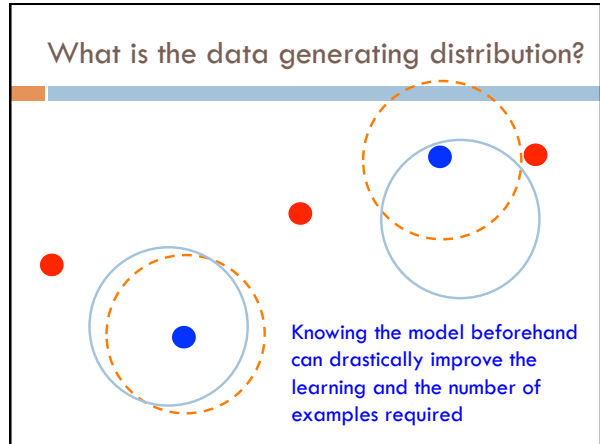 What is the data generating distribution?
Knowing the model beforehand
can drastically improve the
learning and the number of
examples required